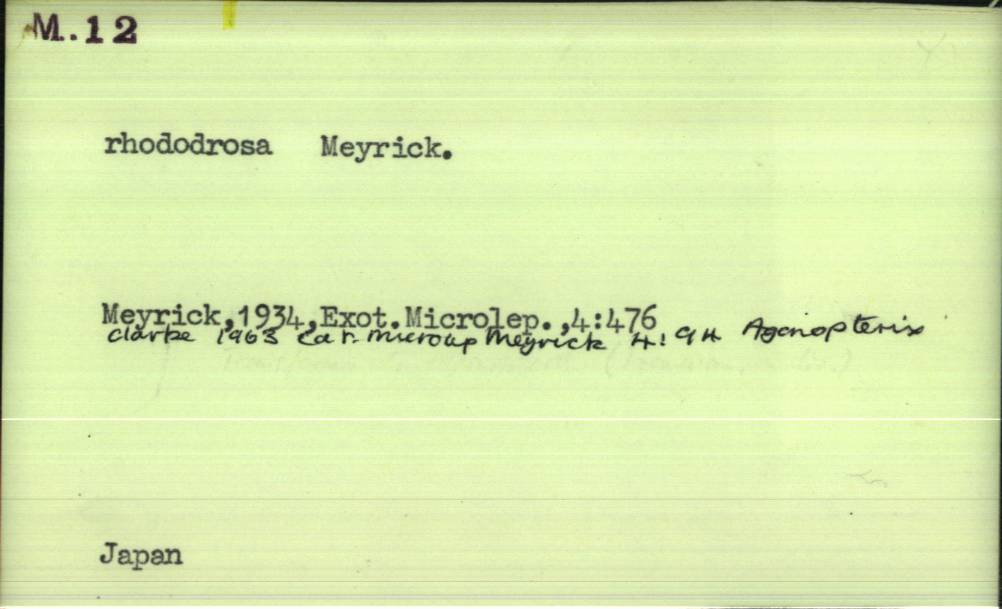 M.12
rhododrosa Meyrick.
Meyrick,1934,Exot.Microlep.,4:476
Clarke 1963 Cat. Microlep Meyrick 4:94 Agonopterix
Japan